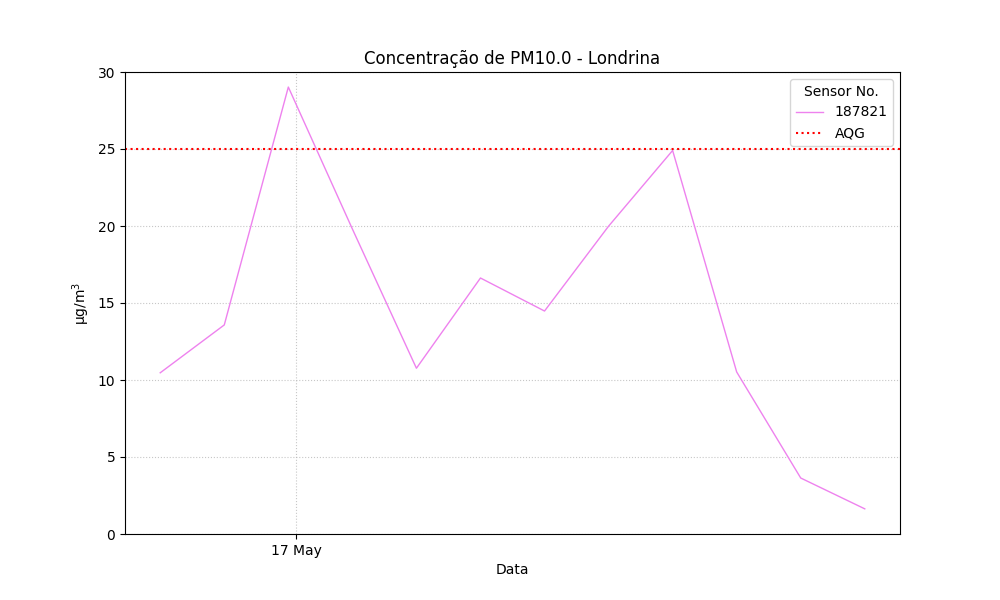 Concentração de PM10.0 - Londrina
30
25
20
15
10
5
0
µg/m³
Sensor No.
187821
AQG
17 May
Data